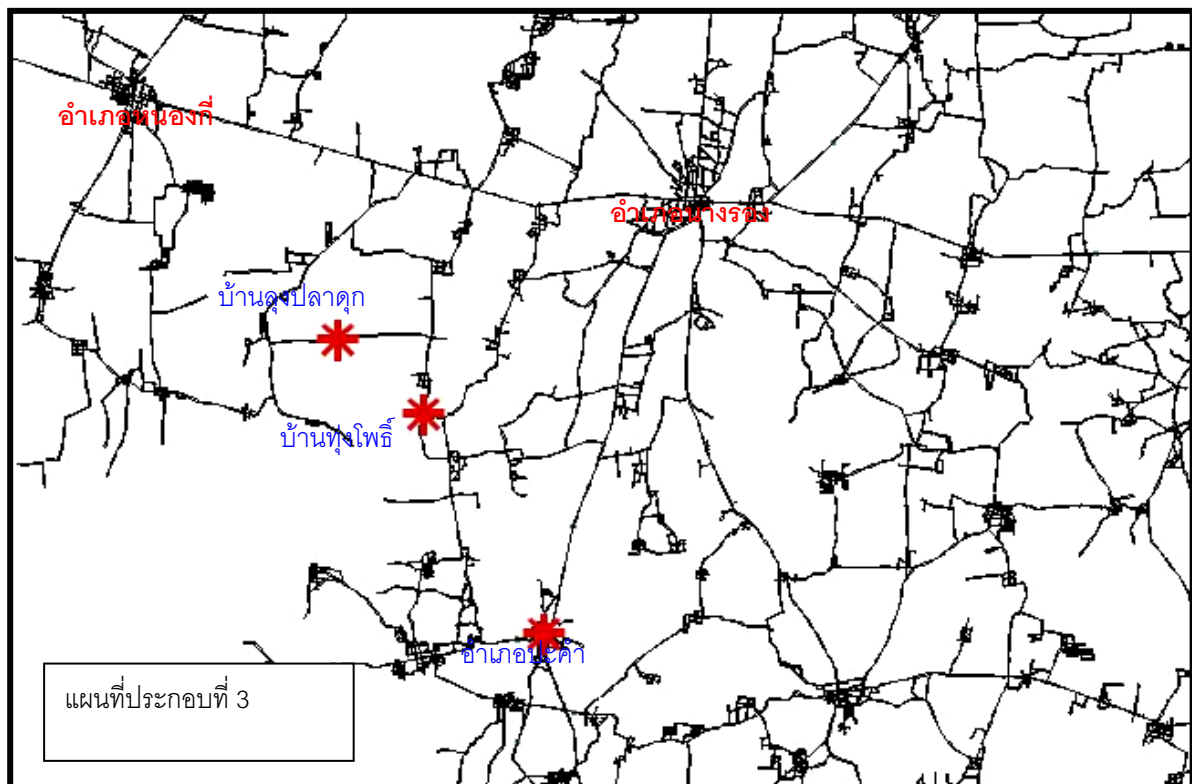 อำเภอหนองกี่
อำเภอนางรอง
บ้านลุงปลาดุก
บ้านทุ่งโพธิ์
อำเภอปะคำ
แผนที่ประกอบที่ 3